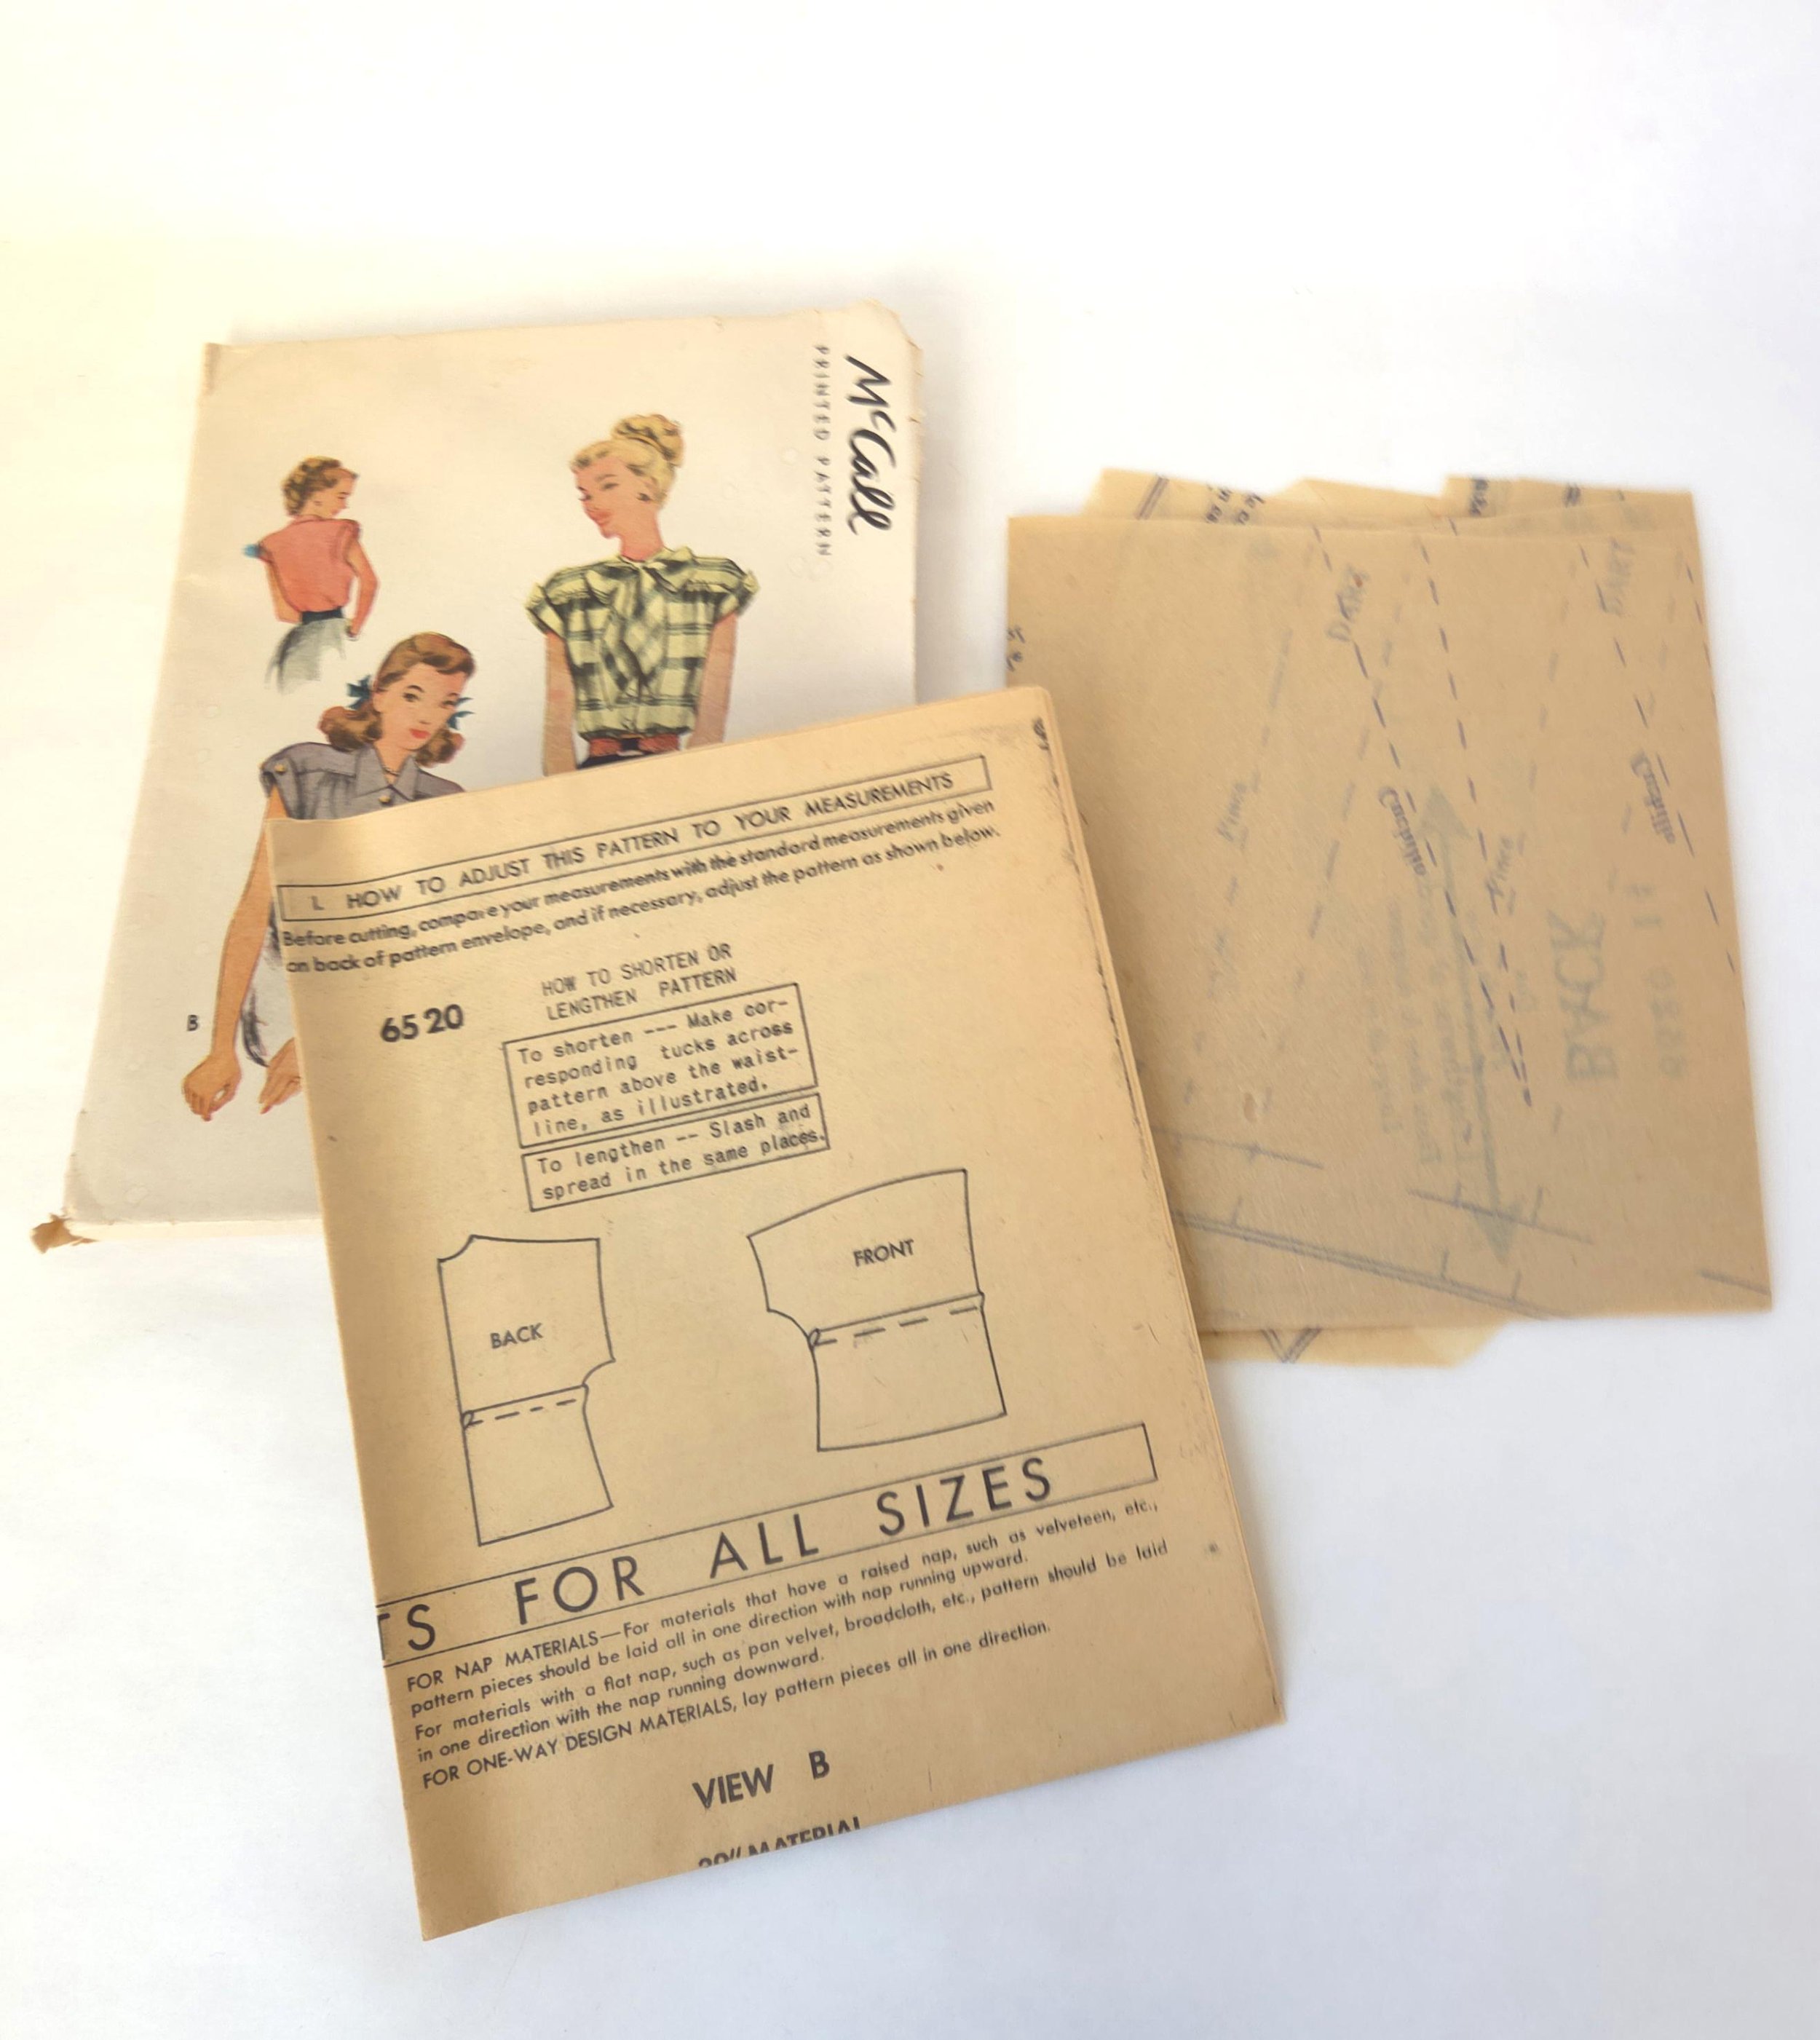 McCall
PRINTED PATTERN
B
I. HOW TO ADJUST THIS PATTERN TO YOUR MEASUREMENTS
Before cutting, compare your measurements with the standard measurements given
on back of pattern envelope, and if necessary, adjust the pattern as shown below.
6520
HOW TO SHORTEN OR
LENGTHEN PATTERN
To shorten --- Make cor-
responding tucks across
pattern above the waist-
line, as illustrated.
To lengthen -- Slash and
spread in the same places.
BACK
FRONT
TS FOR ALL SIZES
FOR NAP MATERIALS—For materials that have a raised nap, such as velveteen, etc.,
pattern pieces should be laid all in one direction with nap running upward.
For materials with a flat nap, such as pan velvet, broadcloth, etc., pattern should be laid
in one direction with the nap running downward.
FOR ONE-WAY DESIGN MATERIALS, lay pattern pieces all in one direction.
VIEW B
MATERIAL
DART
DART
BACK
6520